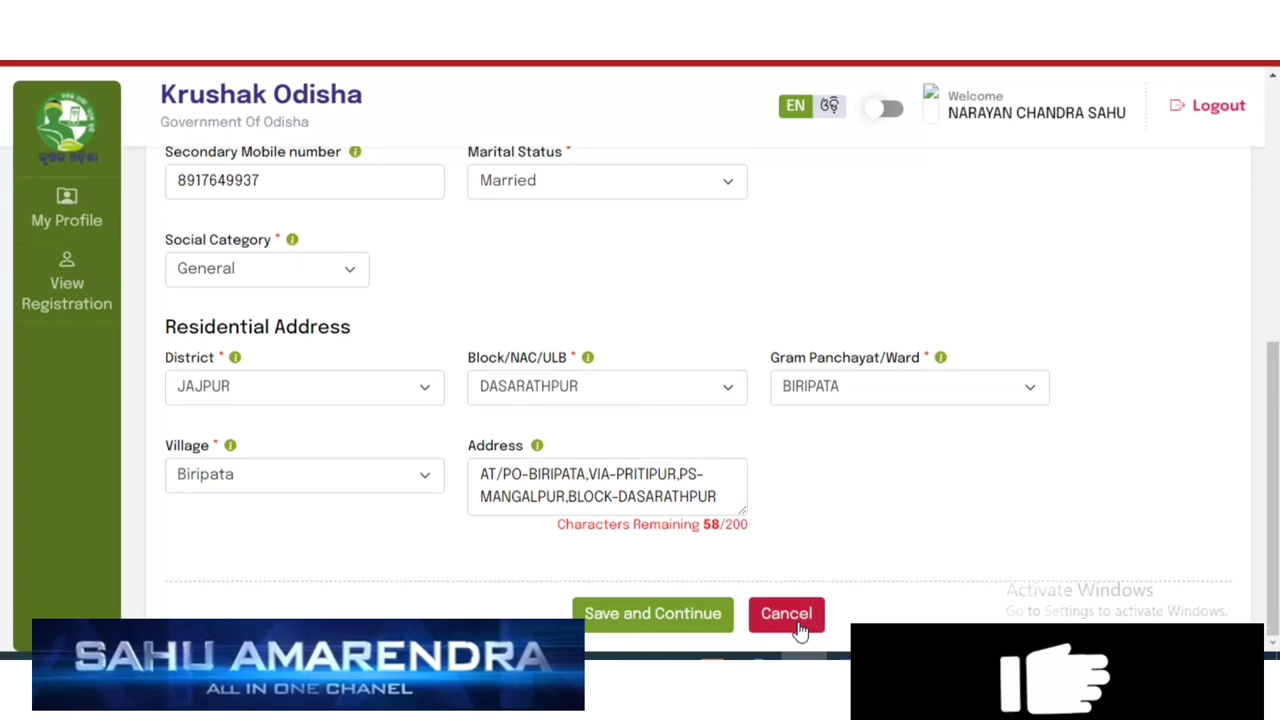 Krushak Odisha
Government Of Odisha
EN ଓଡ଼ି
Welcome
NARAYAN CHANDRA SAHU
Logout
କୃଷକ ଓଡ଼ିଶା
My Profile
View
Registration
Secondary Mobile number
Marital Status *
8917649937
Married
Social Category *
General
Residential Address
District *
Block/NAC/ULB *
Gram Panchayat/Ward *
JAJPUR
DASARATHPUR
BIRIPATA
Village *
Address
Biripata
AT/PO-BIRIPATA,VIA-PRITIPUR,PS-
MANGALPUR,BLOCK-DASARATHPUR
Characters Remaining 58/200
Save and Continue
Cancel
Activate Windows
Go to Settings to activate Windows.
SAHU AMARENDRA
ALL IN ONE CHANEL